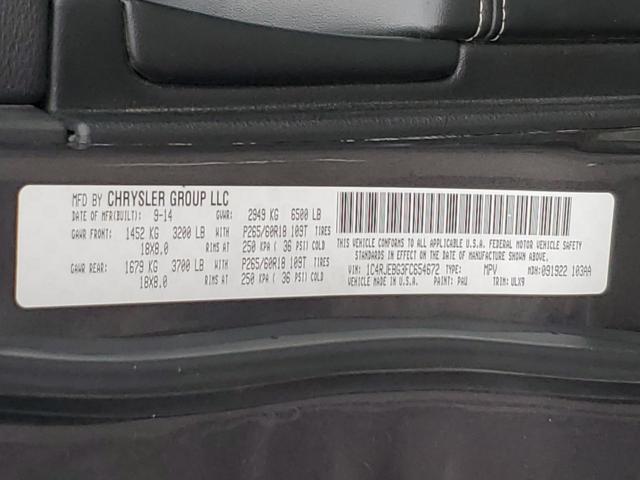 MFD BY CHRYSLER GROUP LLC
DATE OF MFR(BUILT): 9-14 GVWR: 2949 KG 6500 LB
GAWR FRONT: 1452 KG 3200 LB WITH P265/60R18 109T TIRES
18X8.0 RIMS AT 250 KPA ( 36 PSI) COLD
GAWR REAR: 1679 KG 3700 LB WITH P265/60R18 109T TIRES
18X8.0 RIMS AT 250 KPA ( 36 PSI) COLD
THIS VEHICLE CONFORMS TO ALL APPLICABLE U.S.A. FEDERAL MOTOR VEHICLE SAFETY
STANDARDS IN EFFECT ON THE DATE OF MANUFACTURE SHOWN ABOVE.
VIN: 1C4RJEBG3FC654672 TYPE: MPV MDH:091922 103AA
VEHICLE MADE IN U.S.A. PAINT: PAU TRIM: ULX9